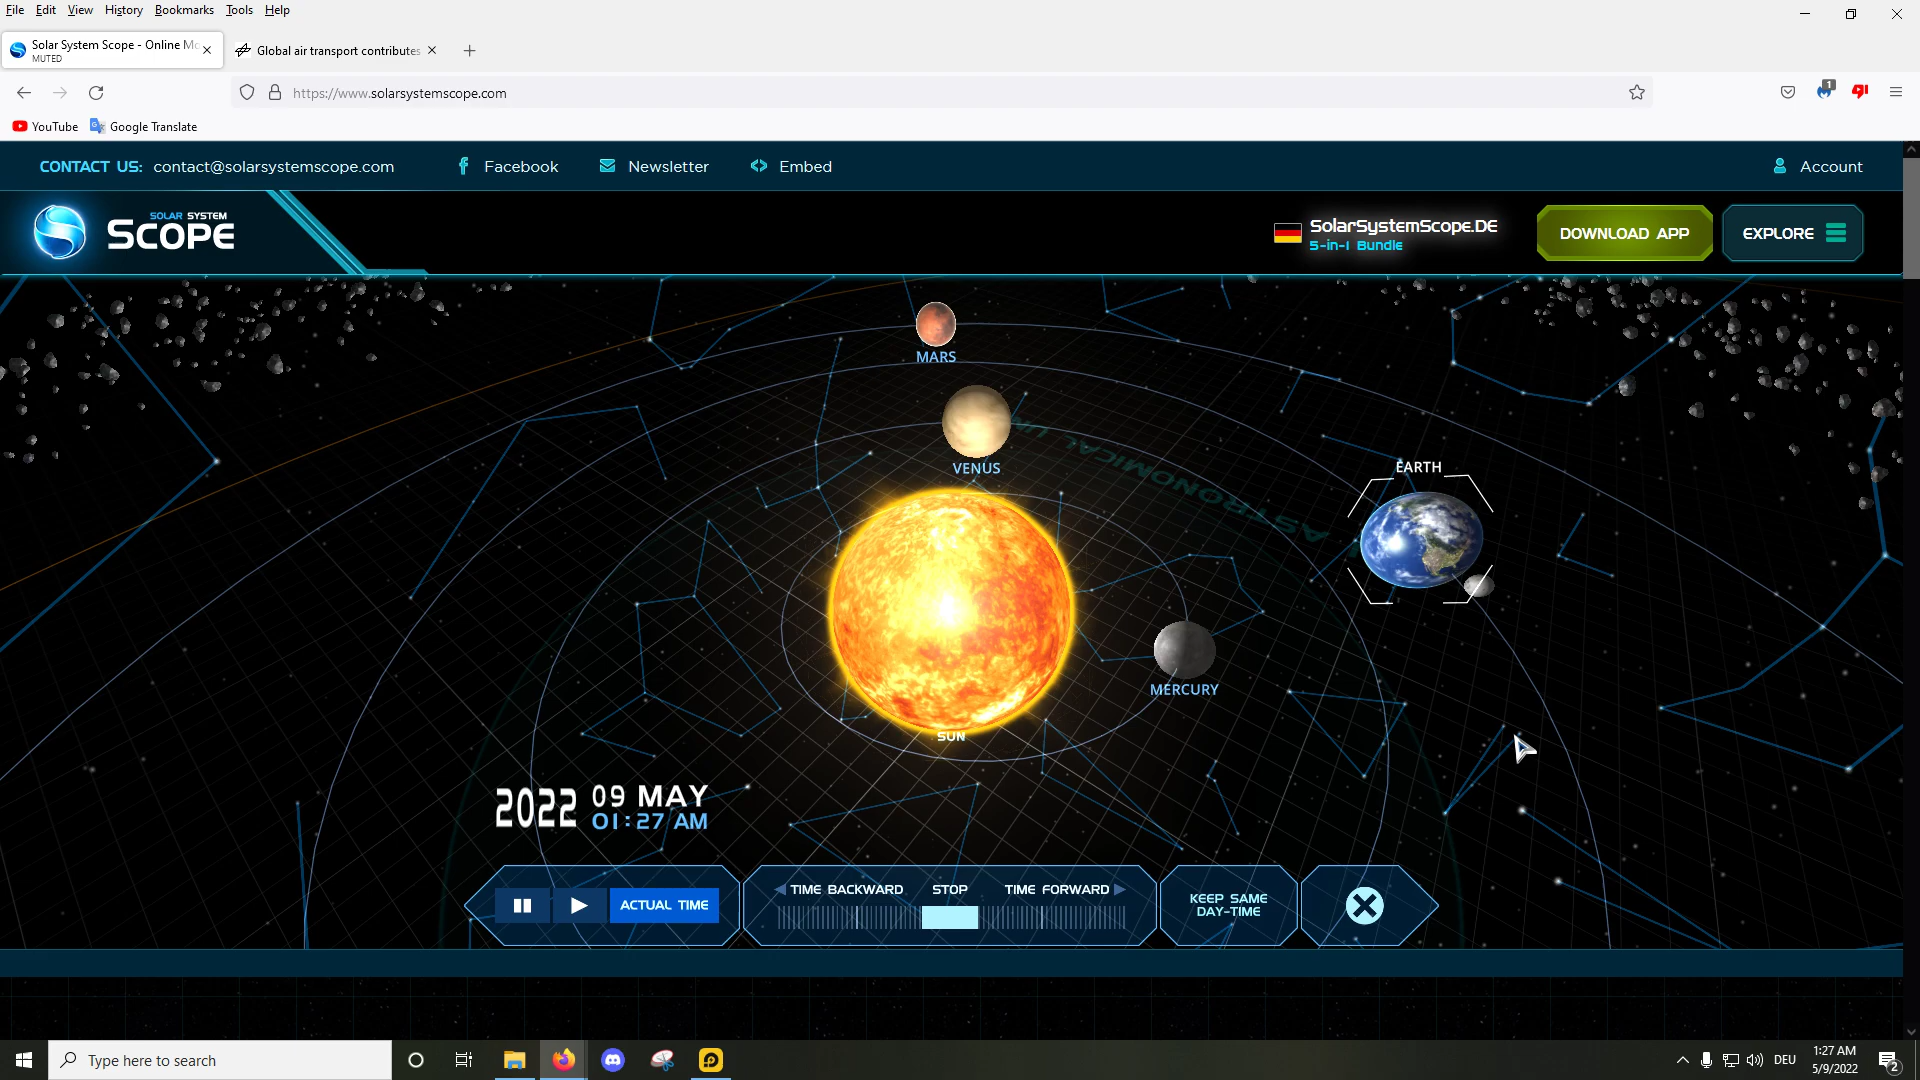 File Edit View History Bookmarks Tools Help
Solar System Scope - Online Mo
MUTED
Global air transport contributes
https://www.solarsystemscope.com
1
YouTube
Google Translate
CONTACT US: contact@solarsystemscope.com
Facebook
Newsletter
Embed
Account
SOLAR SYSTEM
SCOPE
SolarSystemScope.DE
5-in-1 Bundle
DOWNLOAD APP
EXPLORE
MARS
VENUS
ASTRONOMICAL
EARTH
MERCURY
SUN
2022 09 MAY
01:27 AM
ACTUAL TIME
TIME BACKWARD STOP TIME FORWARD
KEEP SAME
DAY-TIME
Type here to search
DEU
1:27 AM
5/9/2022
2